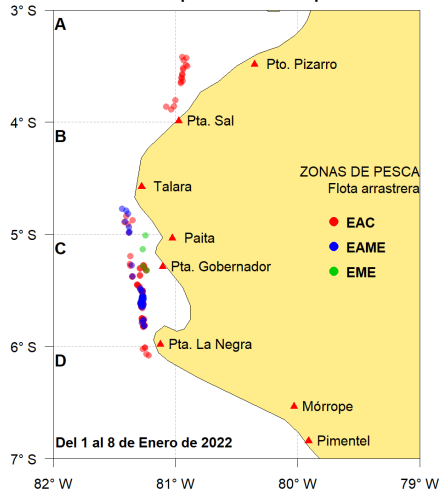 3° S
A
Pto. Pizarro
4° S
Pta. Sal
B
ZONAS DE PESCA
Flota arrastrera
Talara
EAC
5° S
Paita
C
EAME
Pta. Gobernador
EME
6° S
Pta. La Negra
D
Mórrope
Del 1 al 8 de Enero de 2022
Pimentel
7° S
82° W
81° W
80° W
79° W